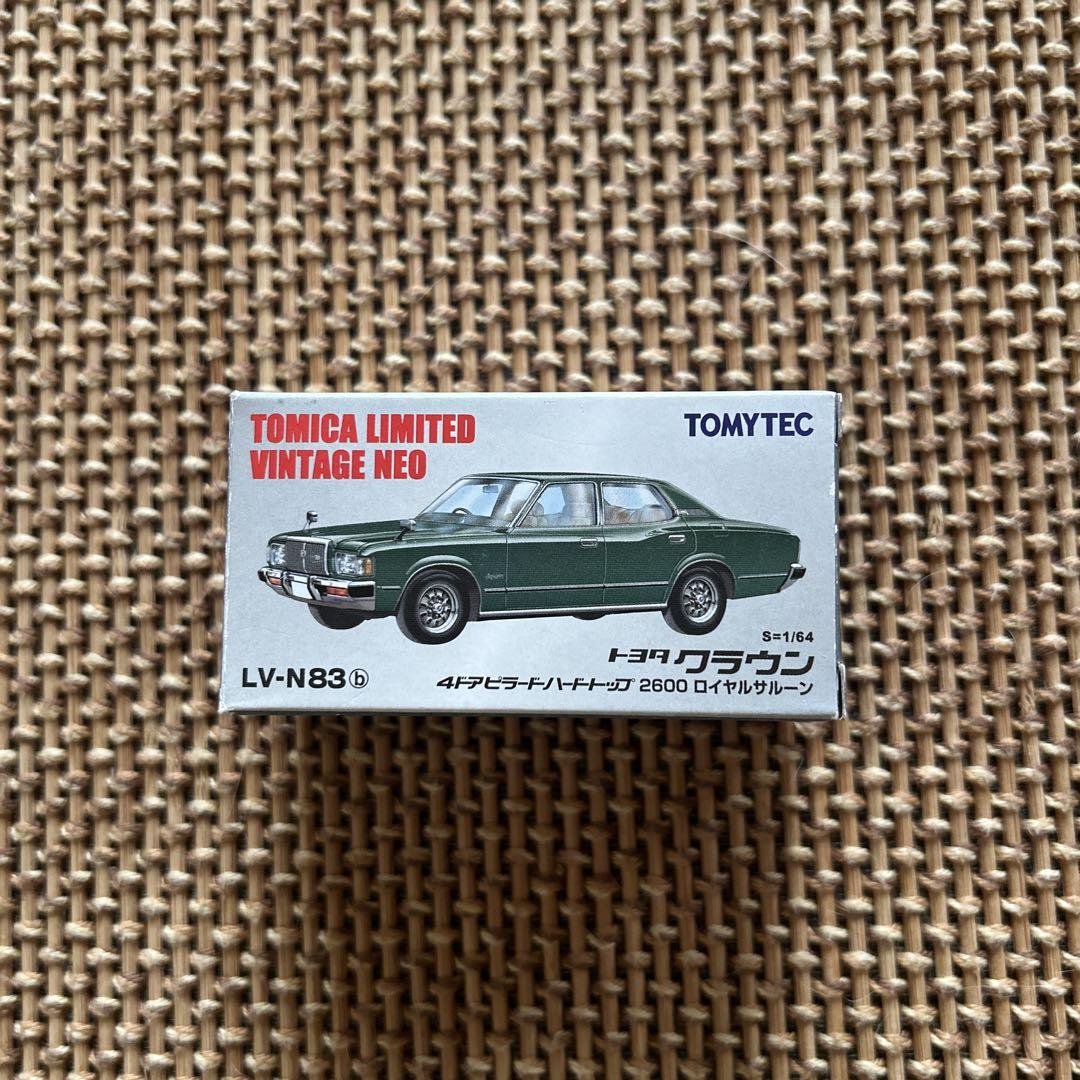 TOMICA LIMITED
VINTAGE NEO
TOMYTEC
S=1/64
トヨタ クラウン
LV-N83ⓑ
4ドアピラードハードトップ 2600 ロイヤルサルーン